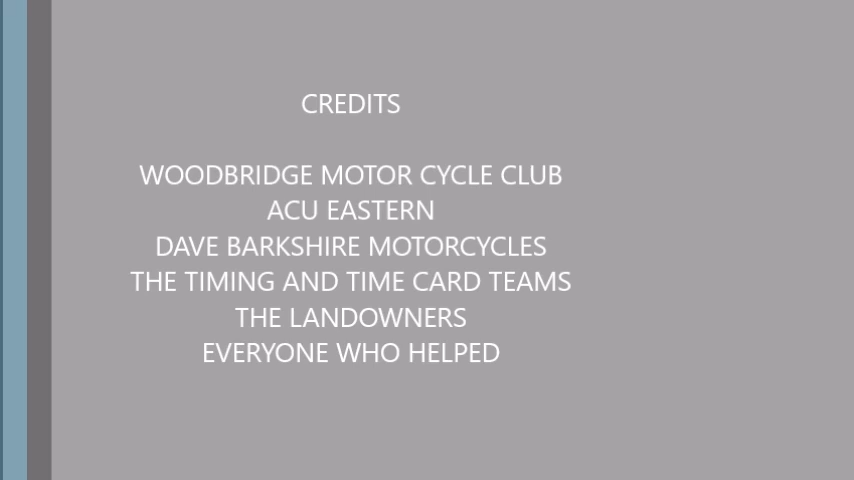 CREDITS
WOODBRIDGE MOTOR CYCLE CLUB
ACU EASTERN
DAVE BARKSHIRE MOTORCYCLES
THE TIMING AND TIME CARD TEAMS
THE LANDOWNERS
EVERYONE WHO HELPED